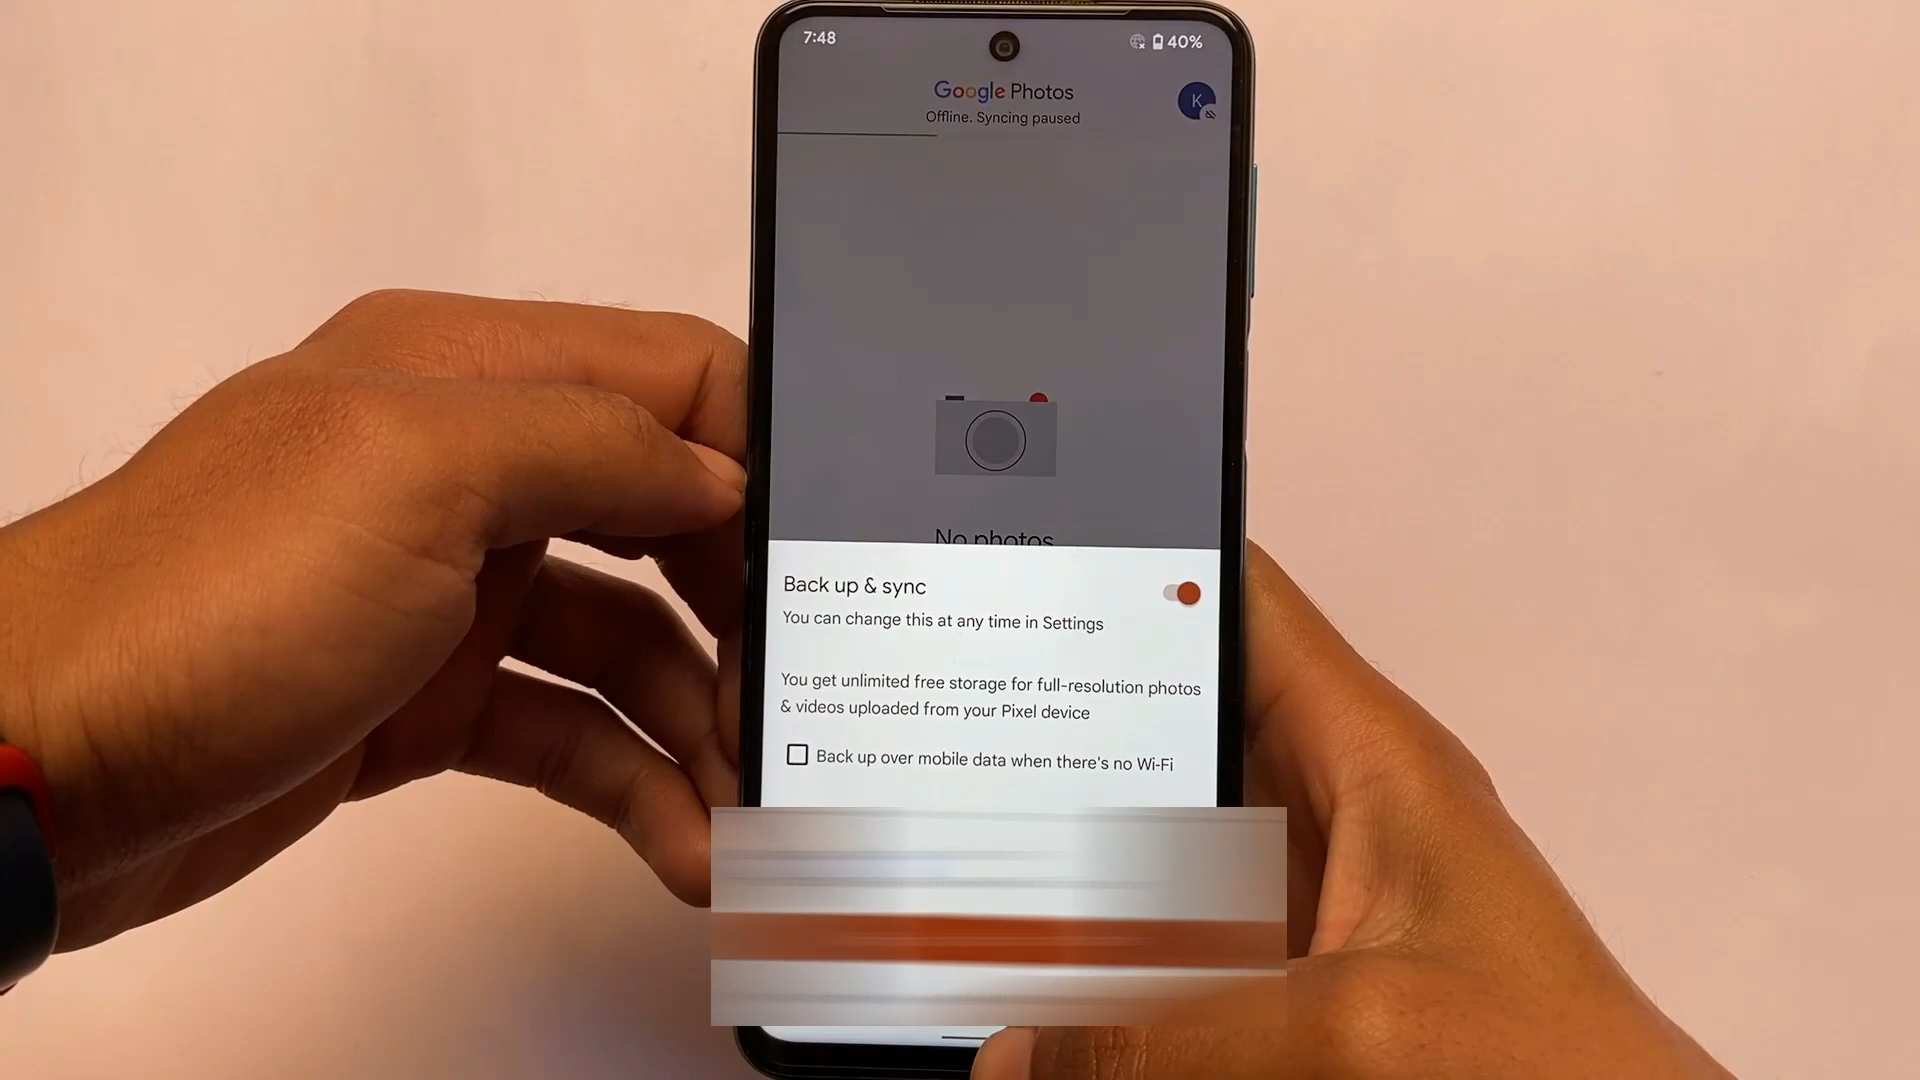 7:48
40%
Google Photos
K
Offline. Syncing paused
No photos
Back up & sync
You can change this at any time in Settings
You get unlimited free storage for full-resolution photos
& videos uploaded from your Pixel device
Back up over mobile data when there's no Wi-Fi